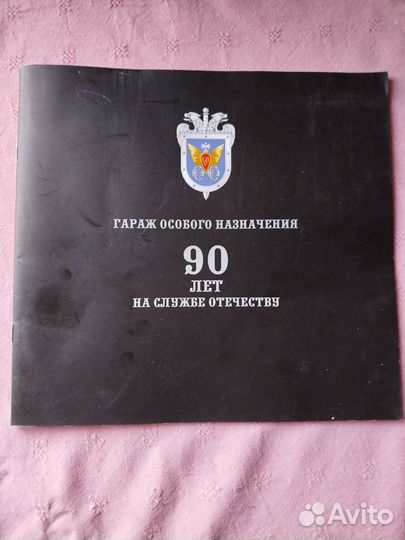 ГАРАЖ ОСОБОГО НАЗНАЧЕНИЯ
90
ЛЕТ
НА СЛУЖБЕ ОТЕЧЕСТВУ
Avito